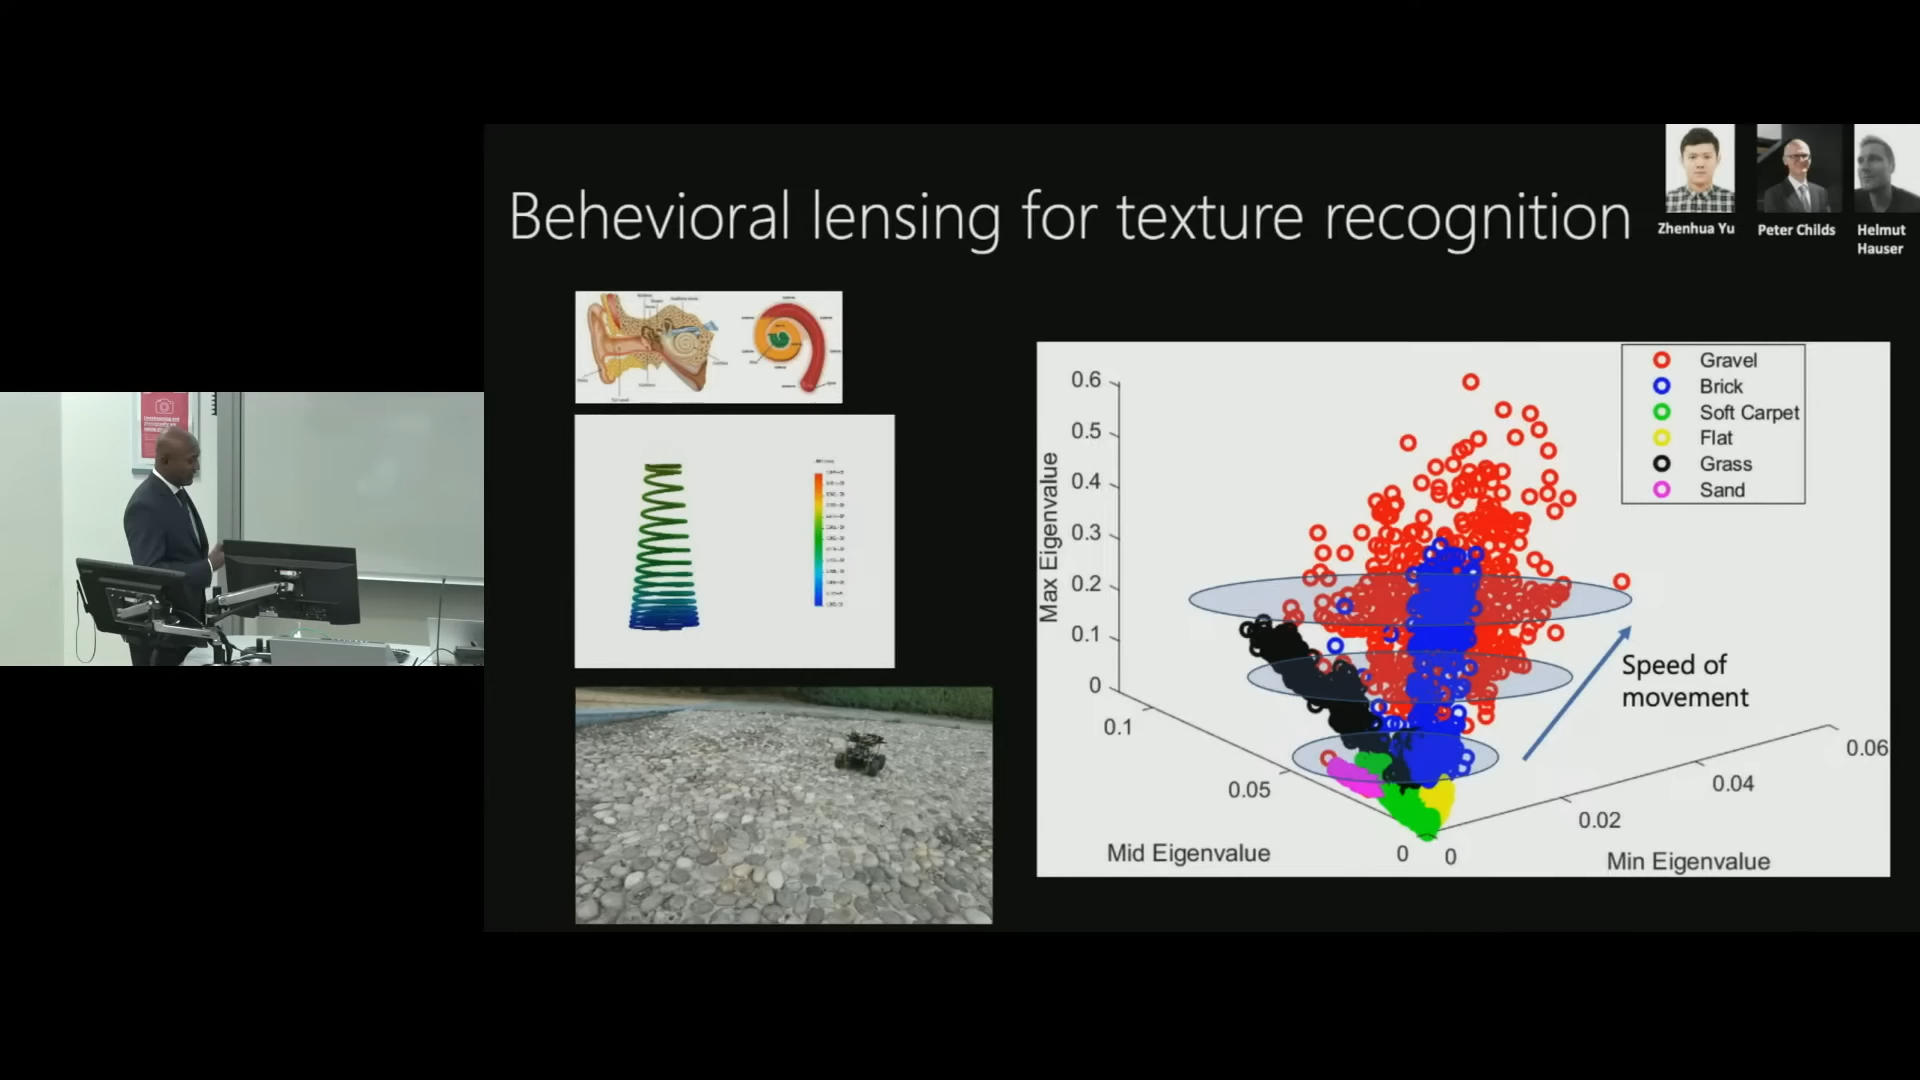 Behevioral lensing for texture recognition
Zhenhua Yu
Peter Childs
Helmut
Hauser
Gravel
Brick
Soft Carpet
Flat
Grass
Sand
0.6
0.5
0.4
0.3
0.2
0.1
0
Max Eigenvalue
0.1
0.05
0
Mid Eigenvalue
0
0.02
0.04
0.06
Min Eigenvalue
Speed of
movement